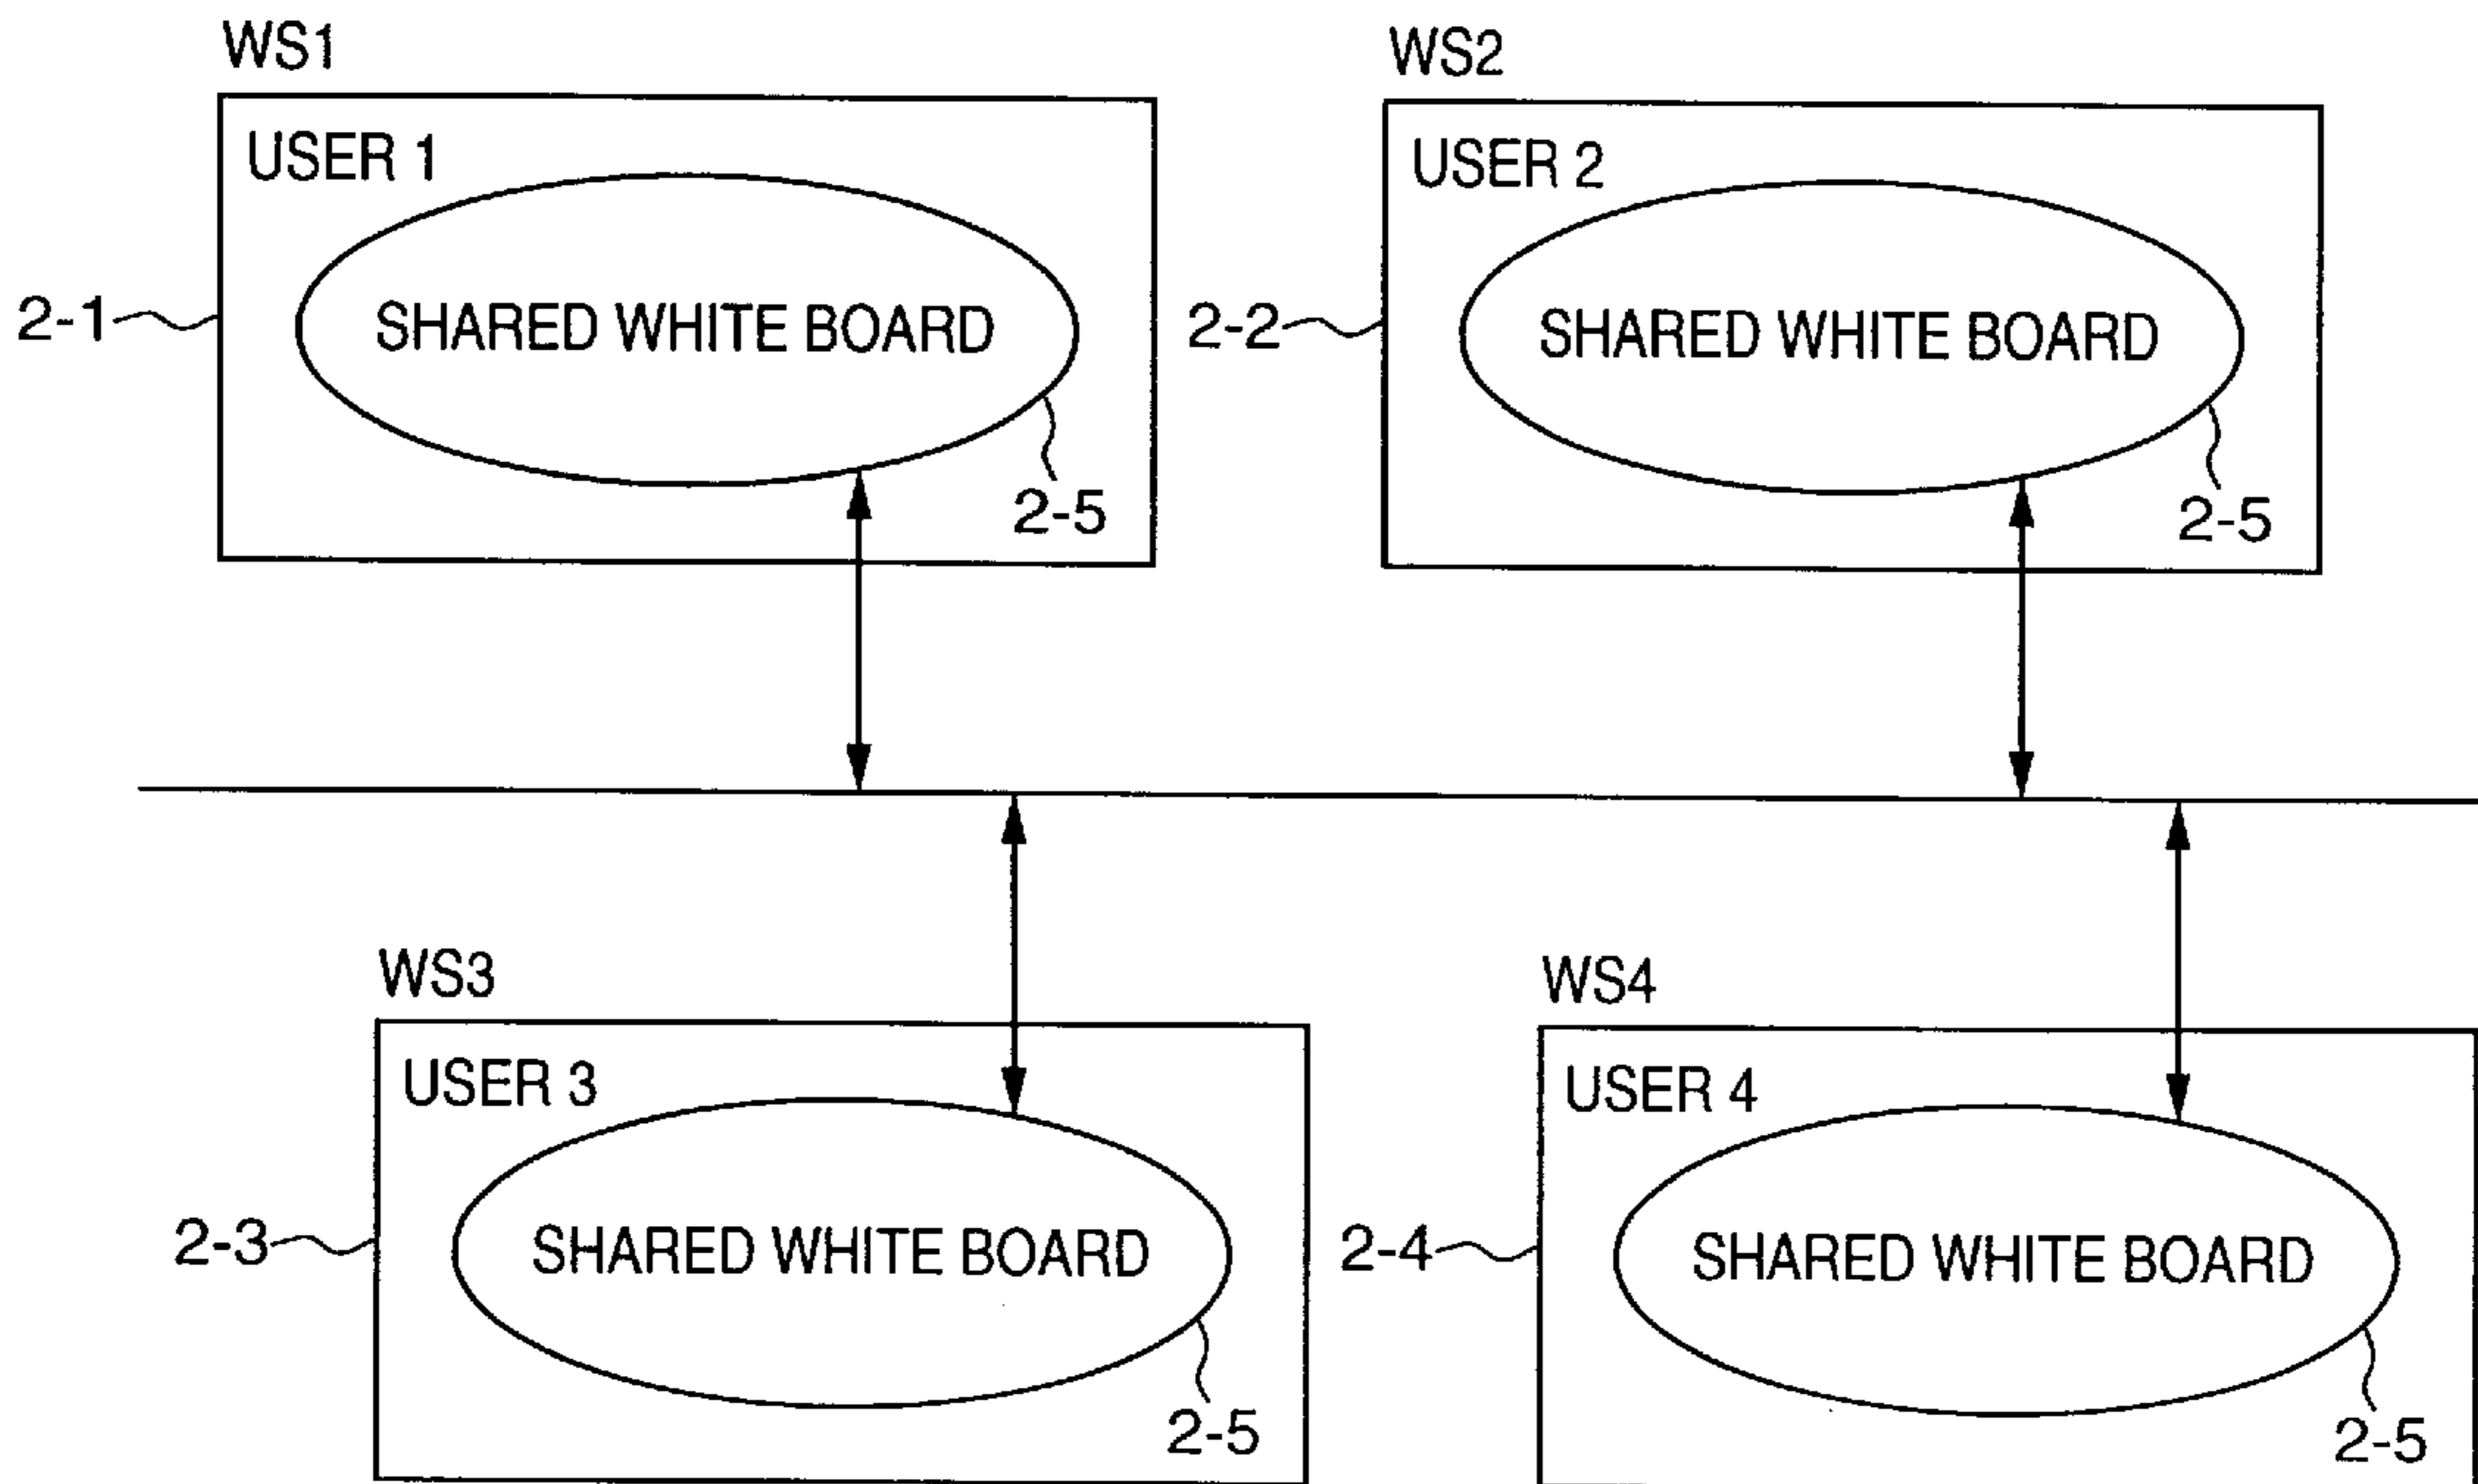 WS1
USER 1
SHARED WHITE BOARD
2-1
2-5
WS2
USER 2
SHARED WHITE BOARD
2-2
2-5
WS3
USER 3
SHARED WHITE BOARD
2-3
2-5
WS4
USER 4
SHARED WHITE BOARD
2-4
2-5